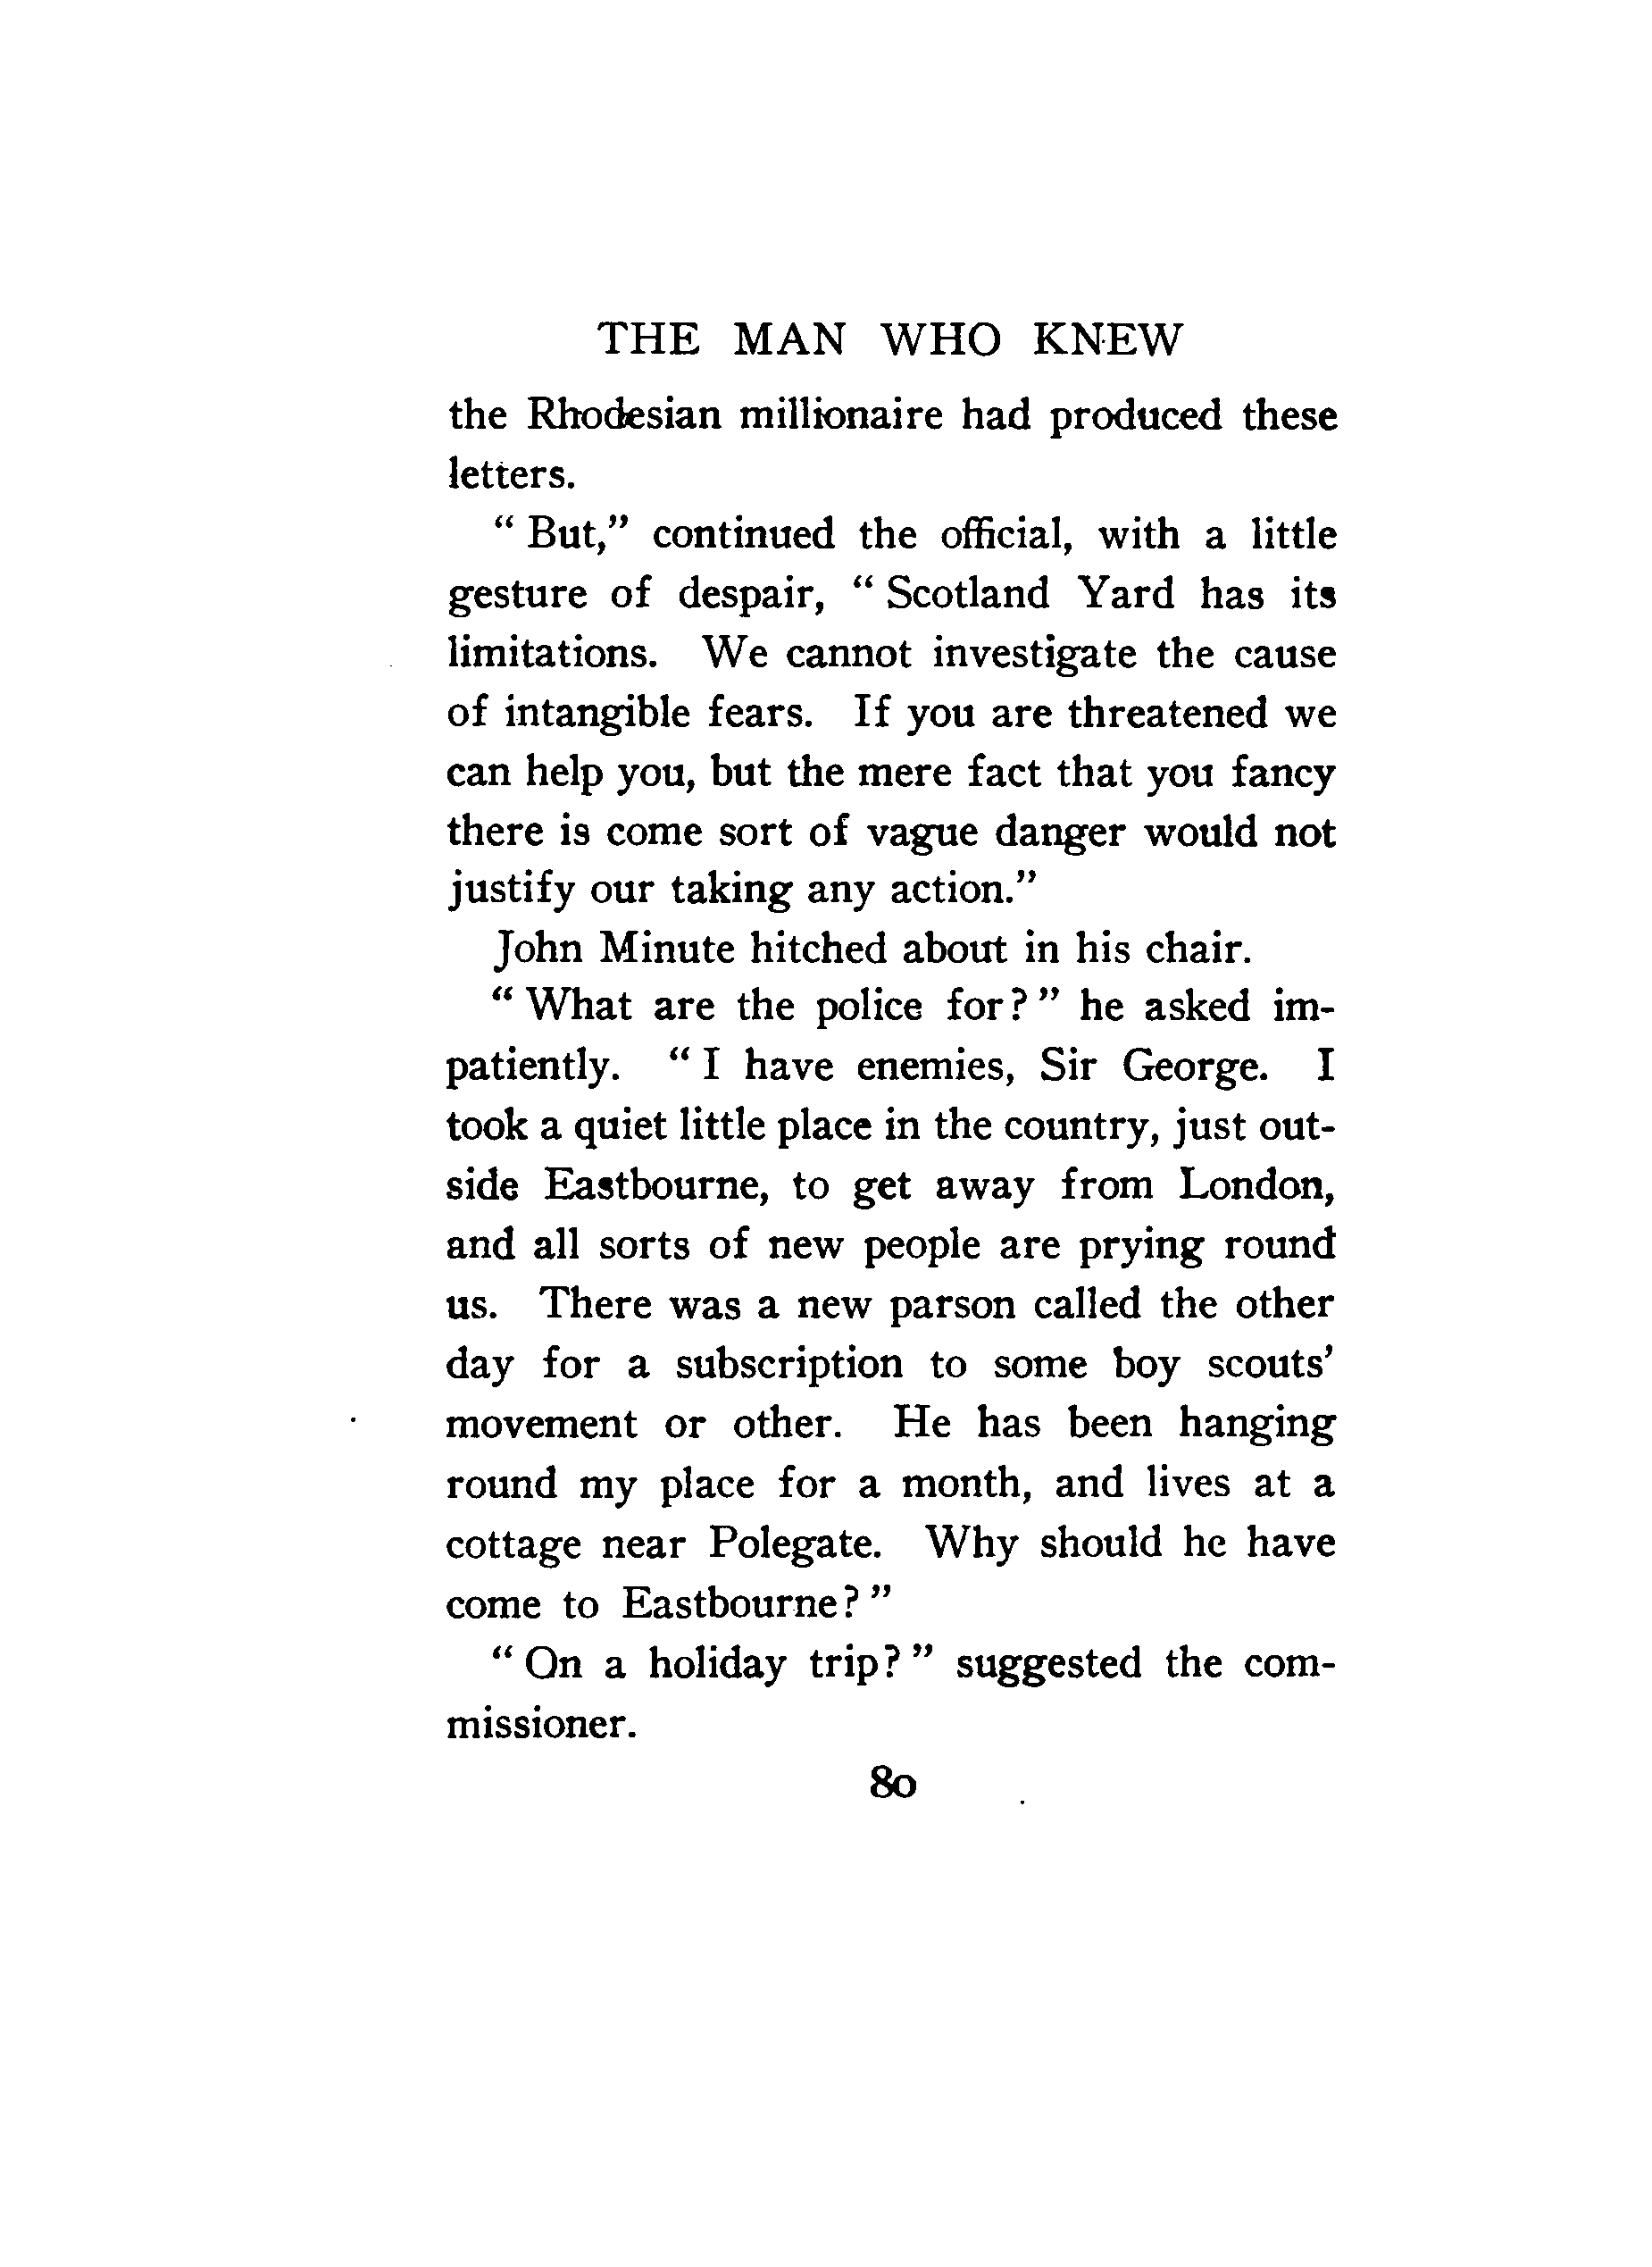 THE MAN WHO KNEW
the Rhodesian millionaire had produced these
letters.
" But," continued the official, with a little
gesture of despair, " Scotland Yard has its
limitations. We cannot investigate the cause
of intangible fears. If you are threatened we
can help you, but the mere fact that you fancy
there is come sort of vague danger would not
justify our taking any action."
John Minute hitched about in his chair.
" What are the police for? " he asked im-
patiently. " I have enemies, Sir George. I
took a quiet little place in the country, just out-
side Eastbourne, to get away from London,
and all sorts of new people are prying round
us. There was a new parson called the other
day for a subscription to some boy scouts'
movement or other. He has been hanging
round my place for a month, and lives at a
cottage near Polegate. Why should he have
come to Eastbourne? "
" On a holiday trip? " suggested the com-
missioner.
80